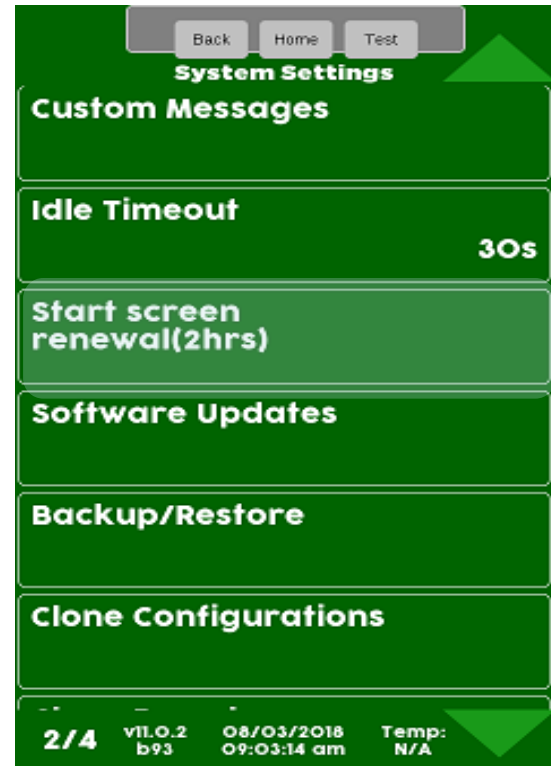 Back Home Test
System Settings
Custom Messages
Idle Timeout
30s
Start screen
renewal(2hrs)
Software Updates
Backup/Restore
Clone Configurations
2/4 v11.0.2 08/03/2018 Temp:
b93 09:03:14 am N/A